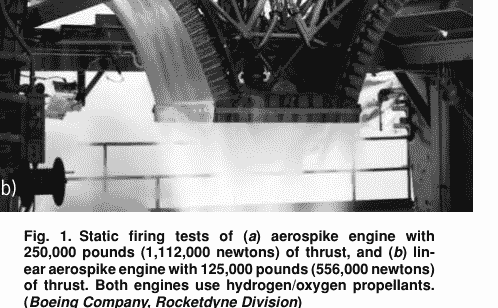 b)
Fig. 1. Static firing tests of (a) aerospike engine with
250,000 pounds (1,112,000 newtons) of thrust, and (b) lin-
ear aerospike engine with 125,000 pounds (556,000 newtons)
of thrust. Both engines use hydrogen/oxygen propellants.
(Boeing Company, Rocketdyne Division)